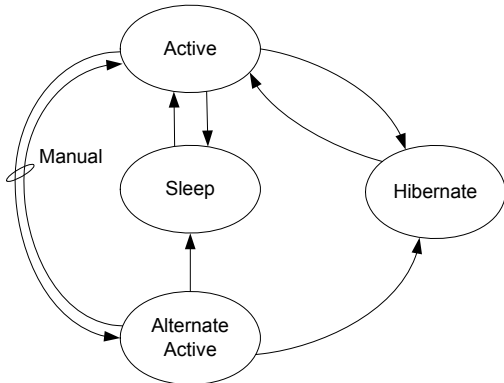 Active
Manual
Sleep
Hibernate
Alternate
Active